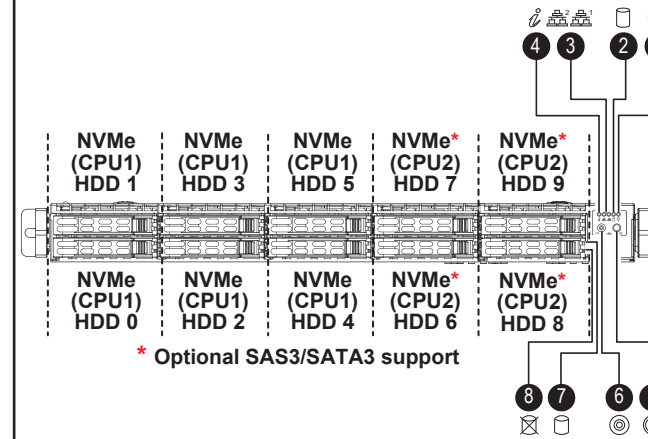 2 1
4 3 2
NVMe NVMe NVMe NVMe* NVMe*
(CPU1) (CPU1) (CPU1) (CPU2) (CPU2)
HDD 1 HDD 3 HDD 5 HDD 7 HDD 9
NVMe NVMe NVMe NVMe* NVMe*
(CPU1) (CPU1) (CPU1) (CPU2) (CPU2)
HDD 0 HDD 2 HDD 4 HDD 6 HDD 8
* Optional SAS3/SATA3 support
8 7 6